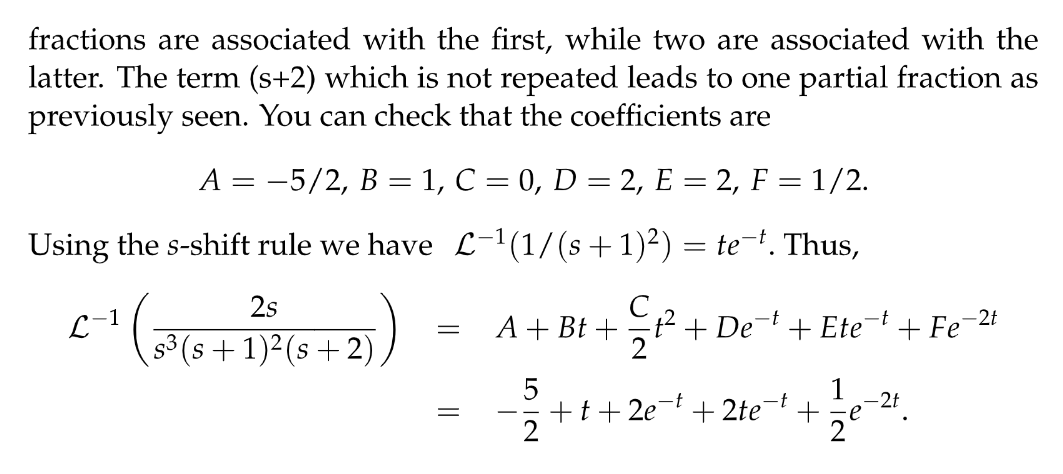 fractions are associated with the first, while two are associated with the
latter. The term (s+2) which is not repeated leads to one partial fraction as
previously seen. You can check that the coefficients are
A = −5/2, B = 1, C = 0, D = 2, E = 2, F = 1/2.
Using the s-shift rule we have ℒ⁻¹(1/(s + 1)²) = te⁻ᵗ. Thus,
ℒ⁻¹ ( 2s / s³(s + 1)²(s + 2) ) = A + Bt + C/2 t² + De⁻ᵗ + Ete⁻ᵗ + Fe⁻²ᵗ
= −5/2 + t + 2e⁻ᵗ + 2te⁻ᵗ + 1/2 e⁻²ᵗ.